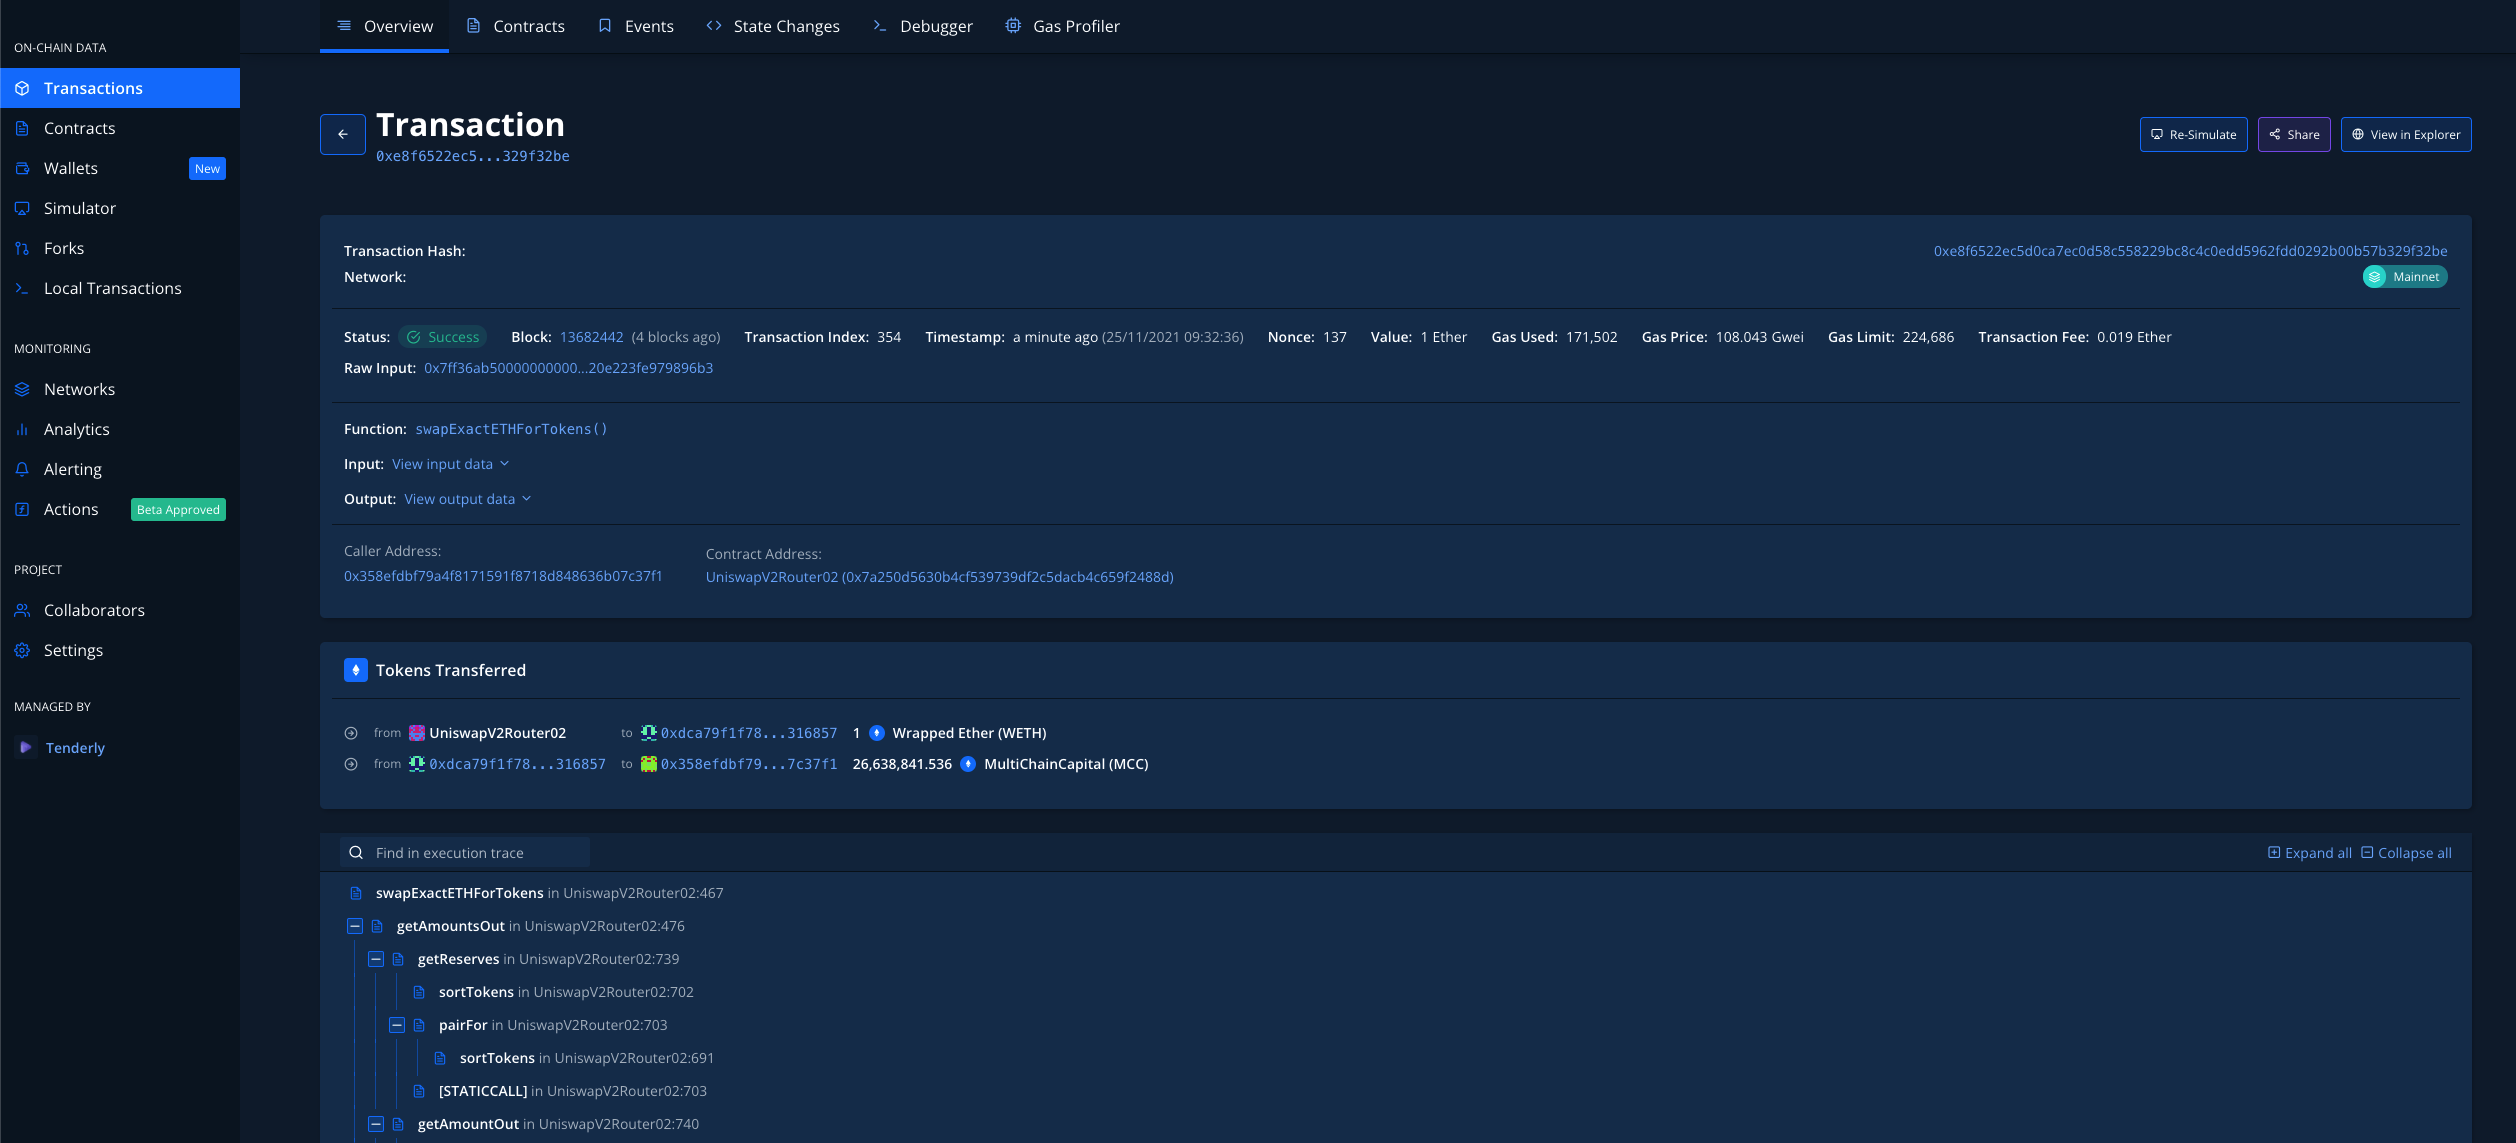 ON-CHAIN DATA
Transactions
Contracts
Wallets New
Simulator
Forks
Local Transactions
MONITORING
Networks
Analytics
Alerting
Actions Beta Approved
PROJECT
Collaborators
Settings
MANAGED BY
Tenderly
Overview Contracts Events State Changes Debugger Gas Profiler
Transaction
0xe8f6522ec5...329f32be
Re-Simulate Share View in Explorer
Transaction Hash: 0xe8f6522ec5d0ca7ec0d58c558229bc8c4c0edd5962fdd0292b00b57b329f32be
Network: Mainnet
Status: Success Block: 13682442 (4 blocks ago) Transaction Index: 354 Timestamp: a minute ago (25/11/2021 09:32:36) Nonce: 137 Value: 1 Ether Gas Used: 171,502 Gas Price: 108.043 Gwei Gas Limit: 224,686 Transaction Fee: 0.019 Ether
Raw Input: 0x7ff36ab50000000000...20e223fe979896b3
Function: swapExactETHForTokens()
Input: View input data
Output: View output data
Caller Address:
0x358efdbf79a4f8171591f8718d848636b07c37f1
Contract Address:
UniswapV2Router02 (0x7a250d5630b4cf539739df2c5dacb4c659f2488d)
Tokens Transferred
from UniswapV2Router02 to 0xdca79f1f78...316857 1 Wrapped Ether (WETH)
from 0xdca79f1f78...316857 to 0x358efdbf79...7c37f1 26,638,841.536 MultiChainCapital (MCC)
Find in execution trace Expand all Collapse all
swapExactETHForTokens in UniswapV2Router02:467
getAmountsOut in UniswapV2Router02:476
getReserves in UniswapV2Router02:739
sortTokens in UniswapV2Router02:702
pairFor in UniswapV2Router02:703
sortTokens in UniswapV2Router02:691
[STATICCALL] in UniswapV2Router02:703
getAmountOut in UniswapV2Router02:740